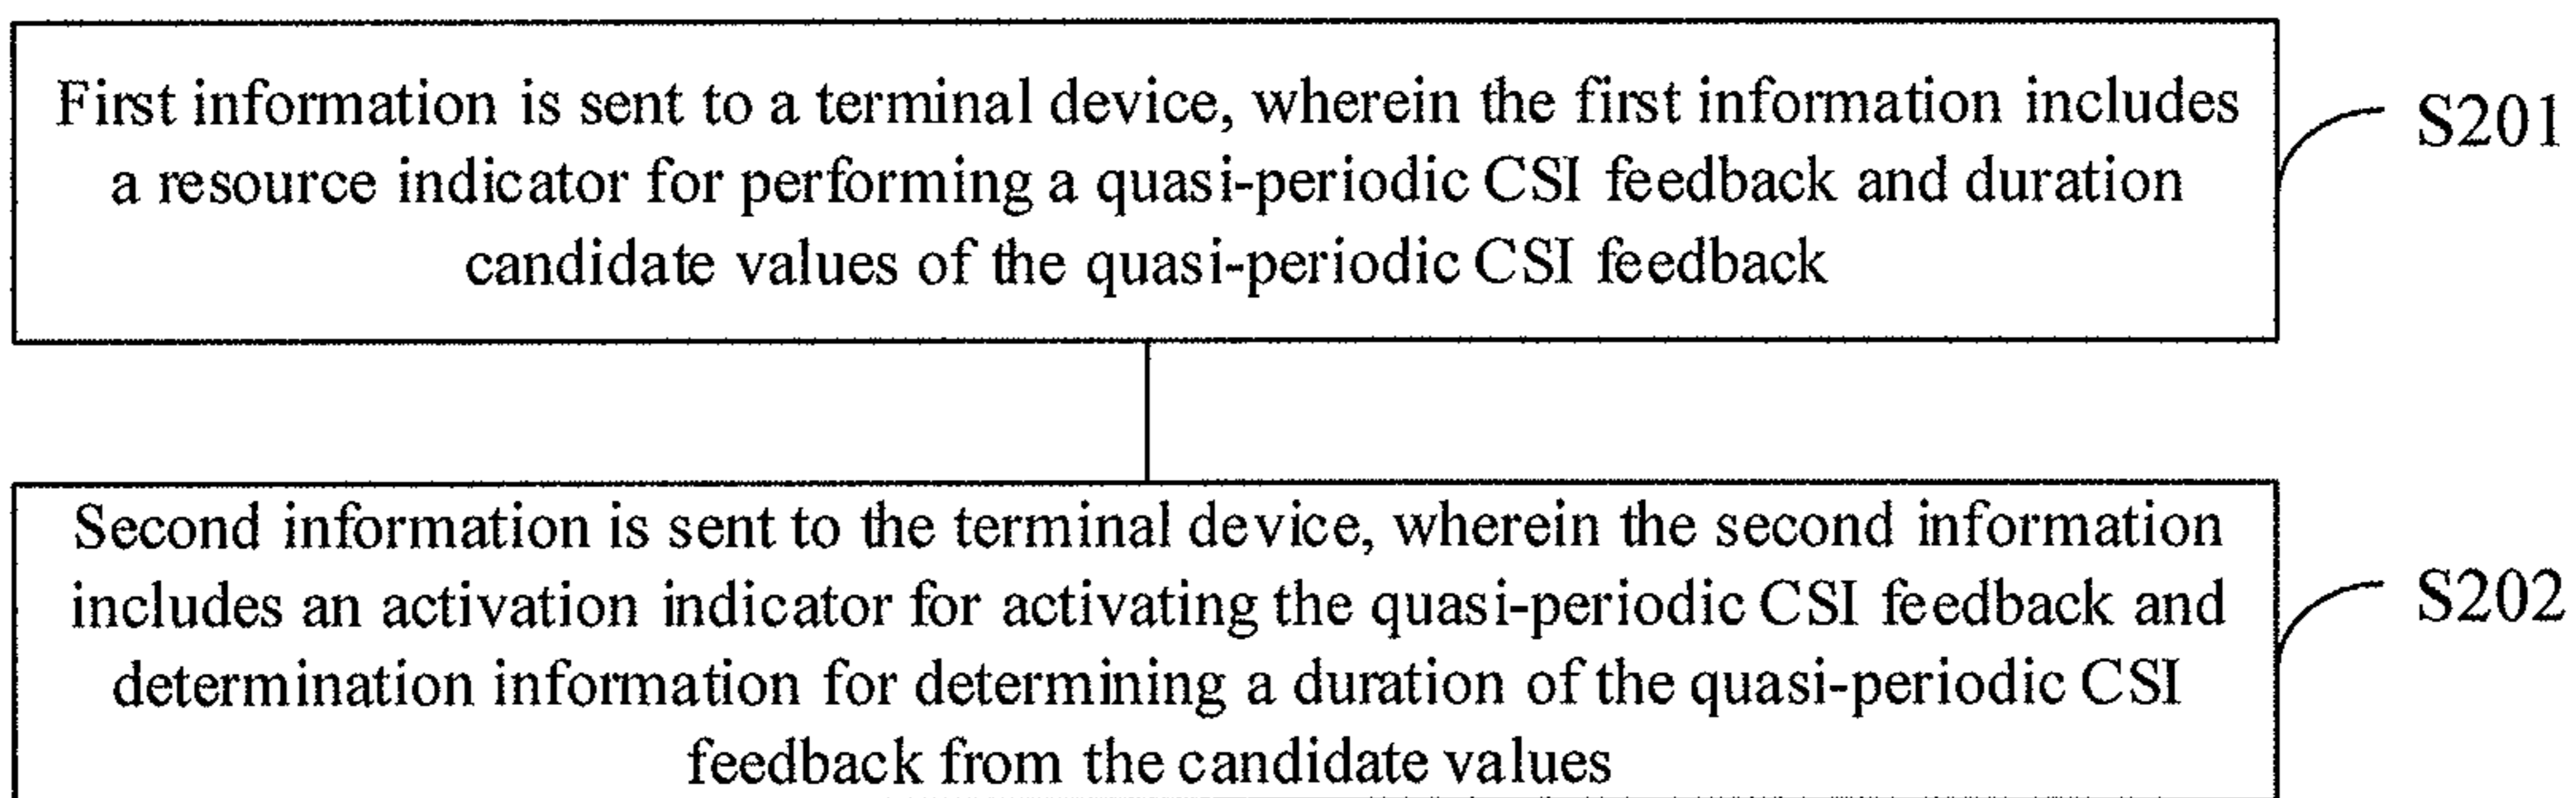 First information is sent to a terminal device, wherein the first information includes
a resource indicator for performing a quasi-periodic CSI feedback and duration
candidate values of the quasi-periodic CSI feedback
S201
Second information is sent to the terminal device, wherein the second information
includes an activation indicator for activating the quasi-periodic CSI feedback and
determination information for determining a duration of the quasi-periodic CSI
feedback from the candidate values
S202